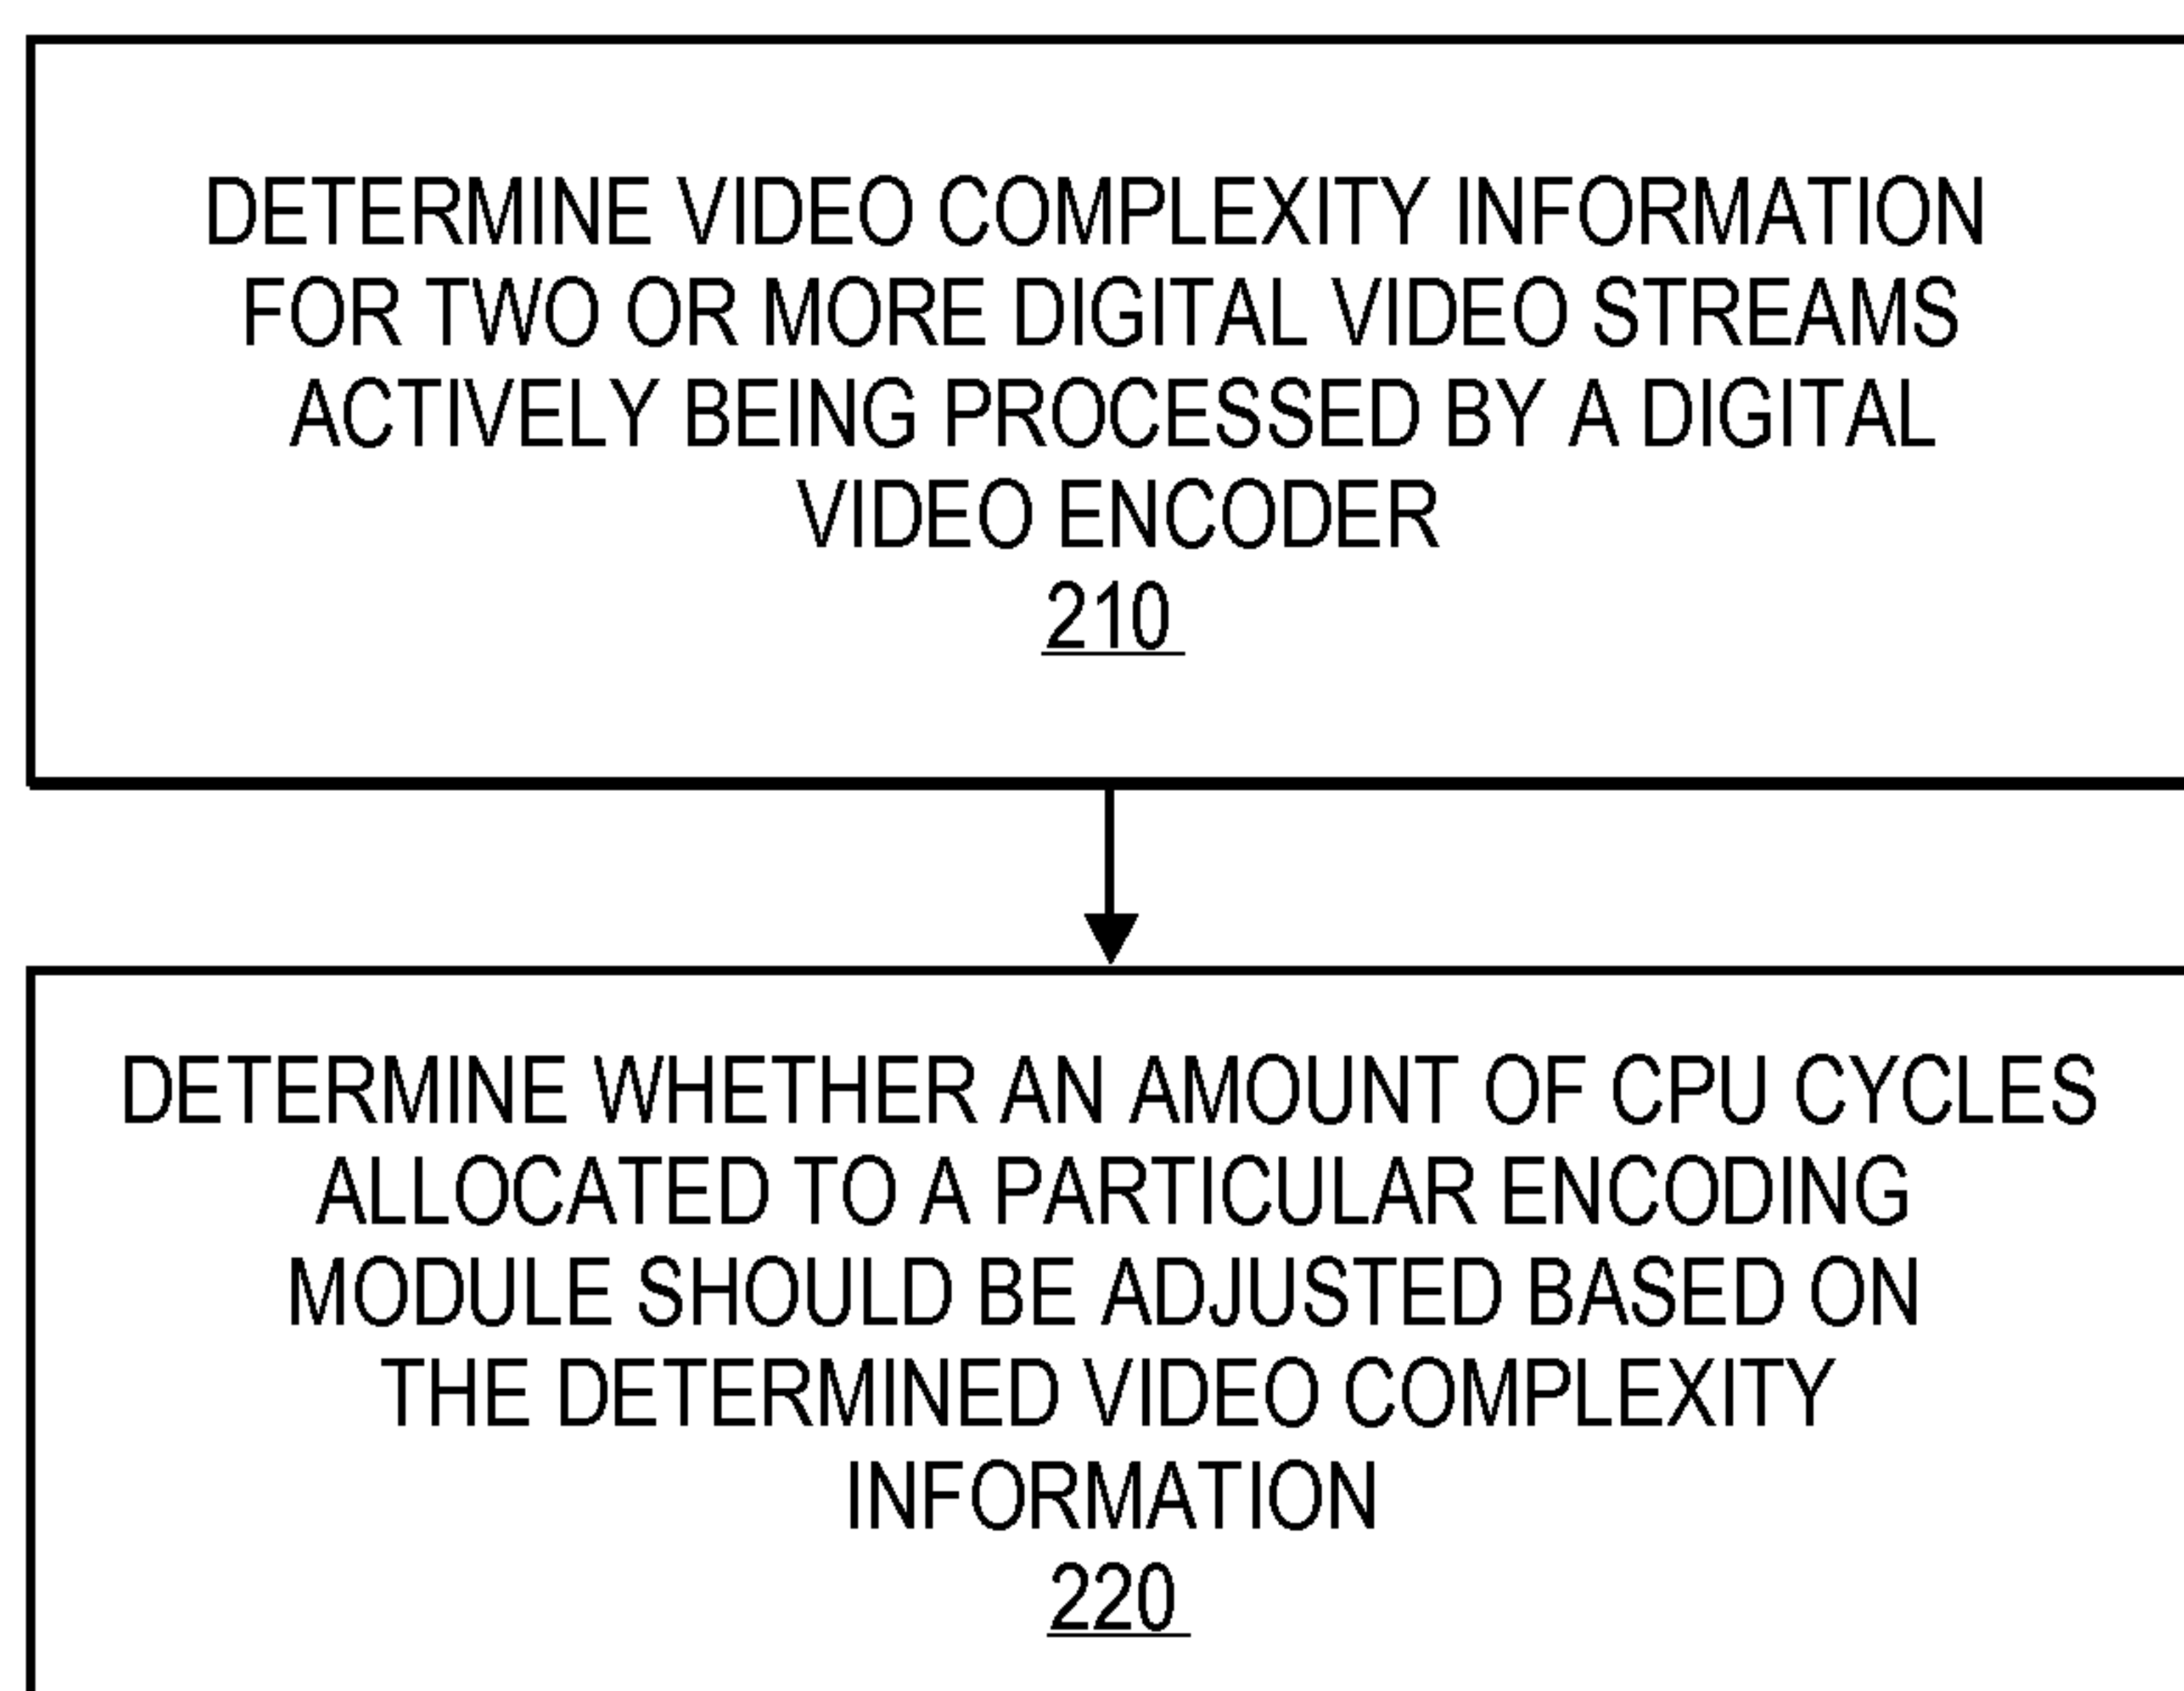 DETERMINE VIDEO COMPLEXITY INFORMATION
FOR TWO OR MORE DIGITAL VIDEO STREAMS
ACTIVELY BEING PROCESSED BY A DIGITAL
VIDEO ENCODER
210
DETERMINE WHETHER AN AMOUNT OF CPU CYCLES
ALLOCATED TO A PARTICULAR ENCODING
MODULE SHOULD BE ADJUSTED BASED ON
THE DETERMINED VIDEO COMPLEXITY
INFORMATION
220